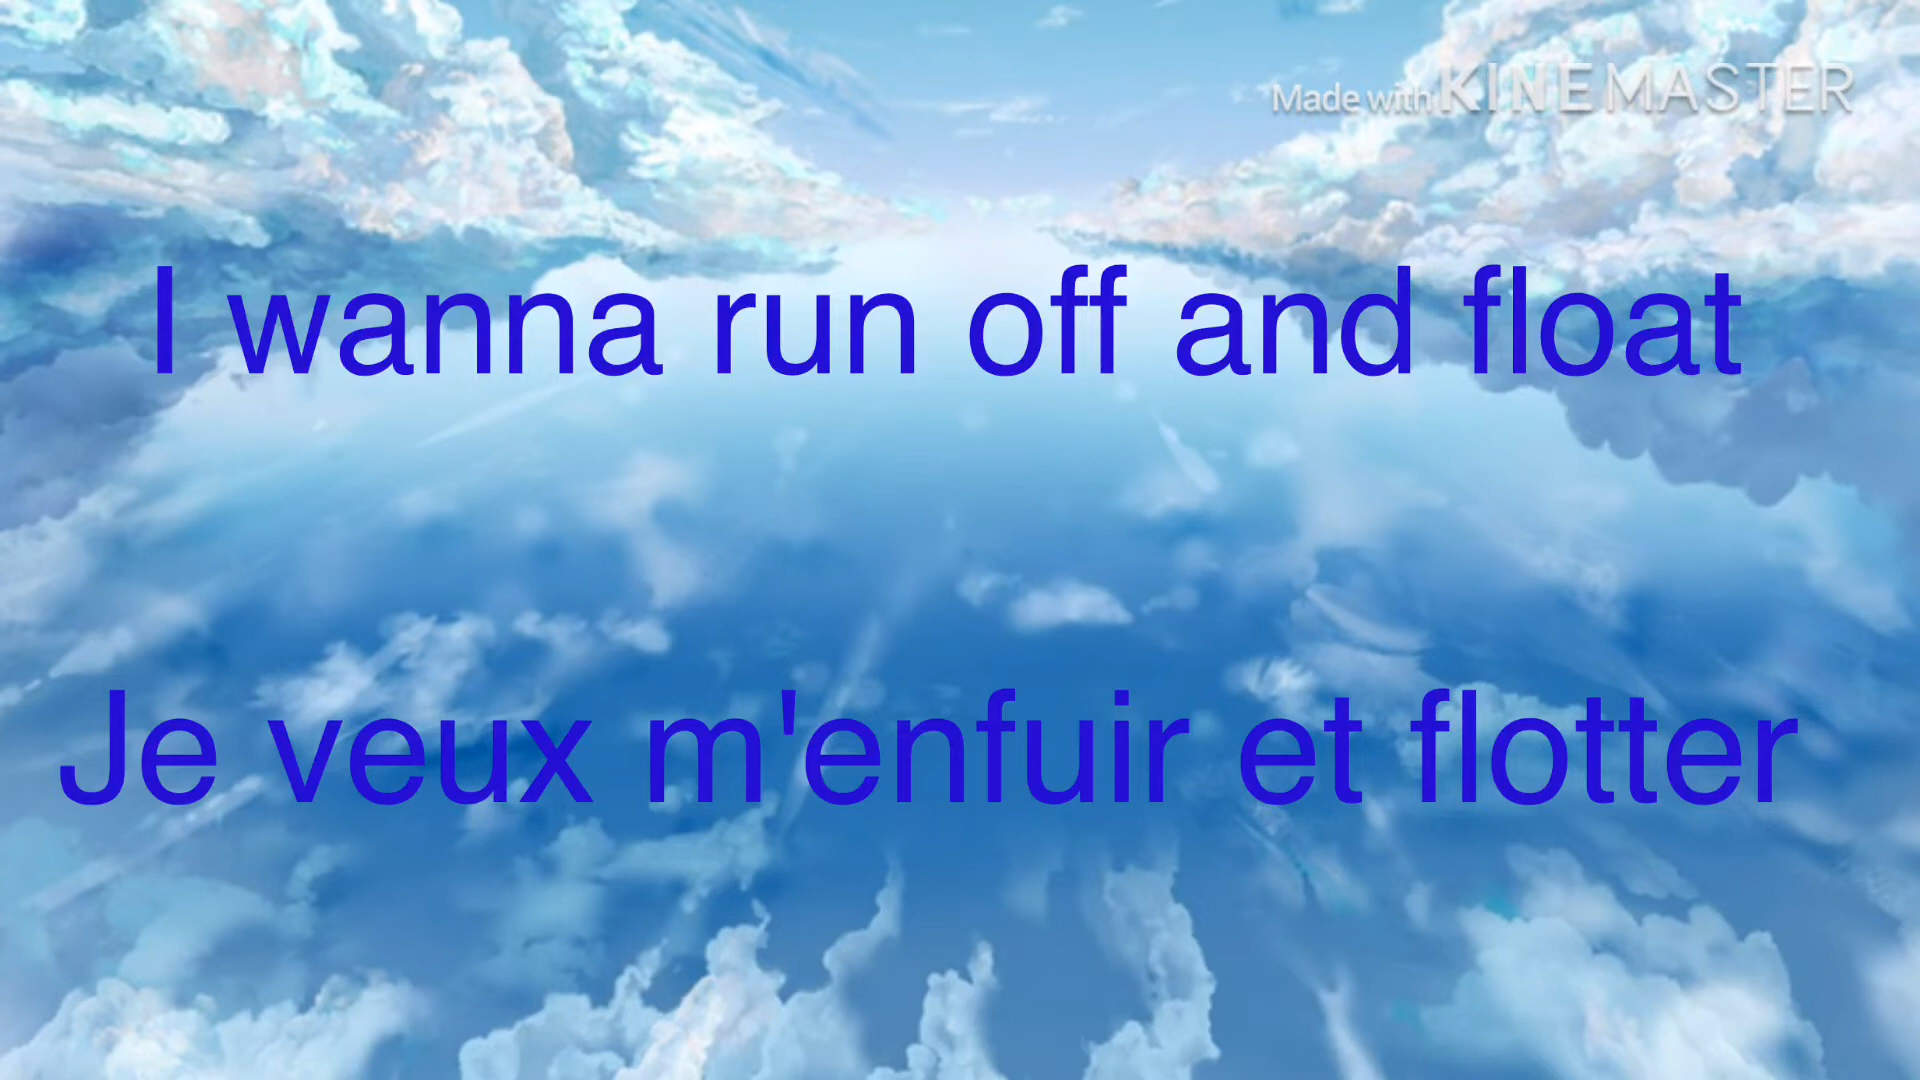 Made with KINEMASTER
I wanna run off and float
Je veux m'enfuir et flotter